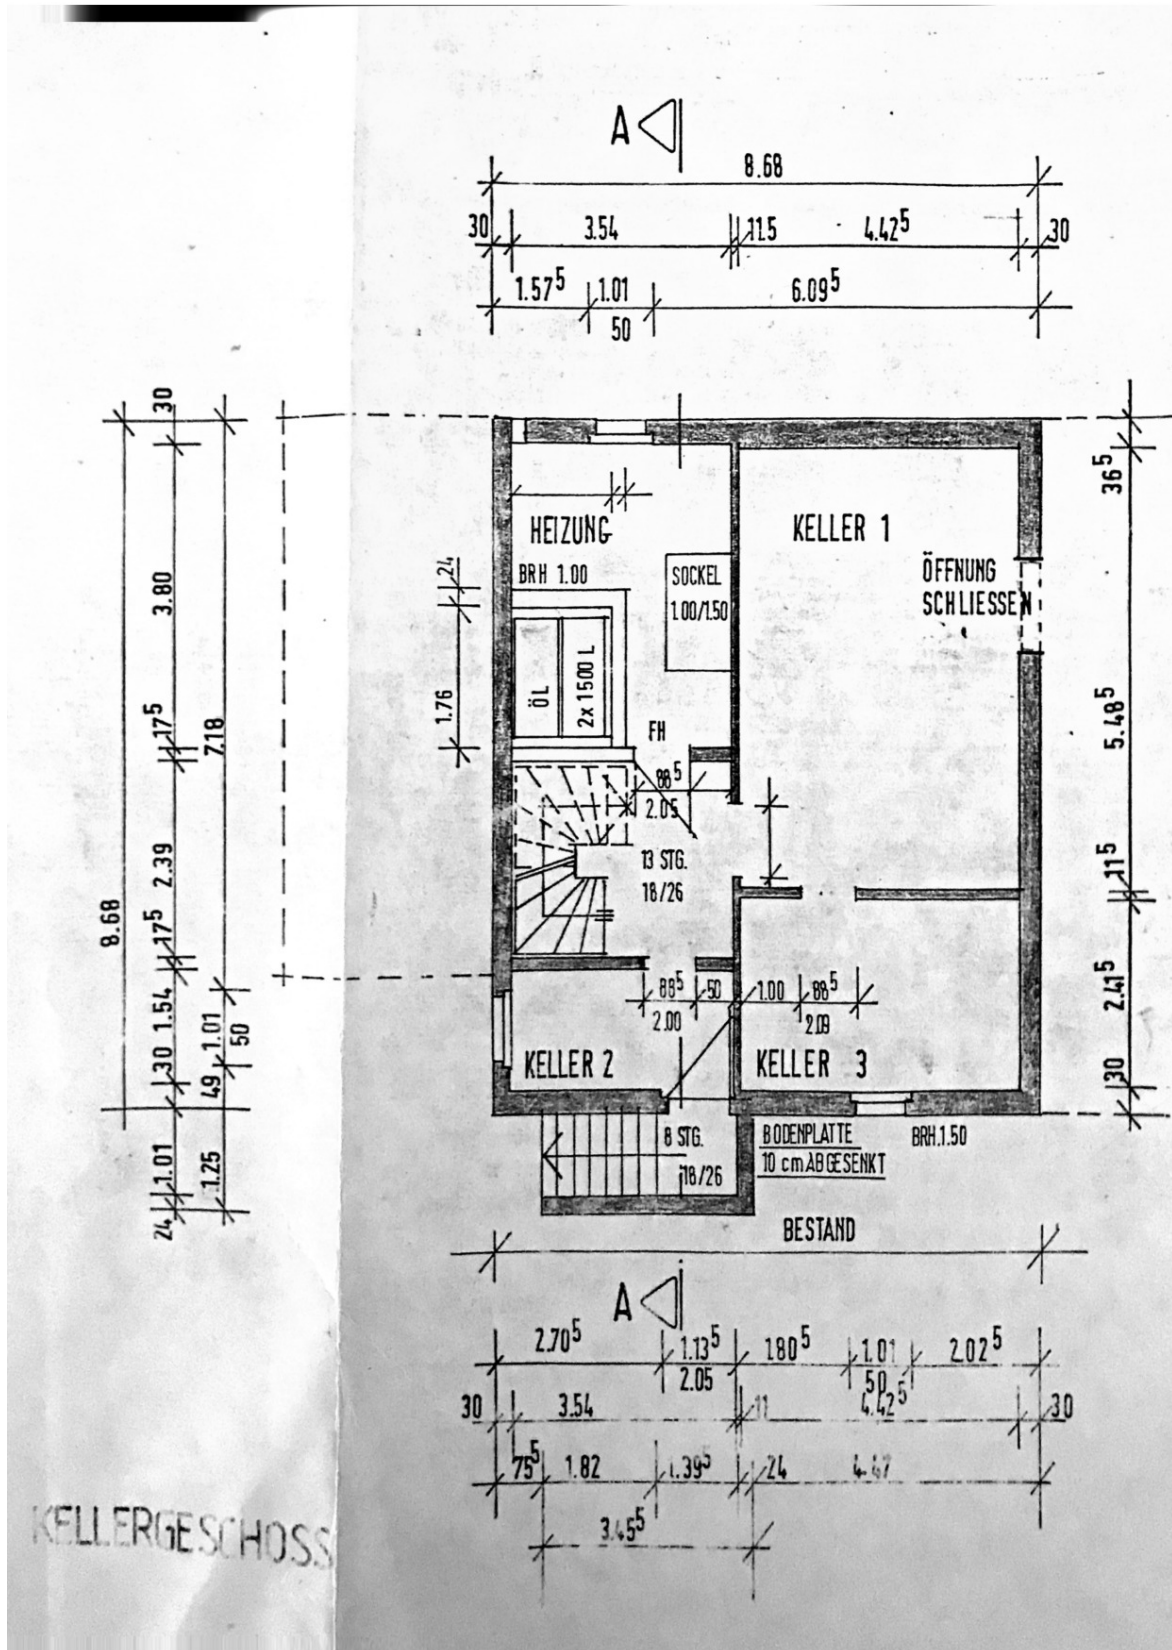 A
8.68
30 3.54 11.5 4.42⁵ 30
1.57⁵ 1.01 6.09⁵
50
30
36⁵
HEIZUNG
KELLER 1
BRH 1.00
SOCKEL
1.00/1.50
ÖFFNUNG
SCHLIESSEN
24
3.80
ÖL
2x 1500 L
1.76
FH
17⁵
7.18
5.48⁵
88⁵
2.05
13 STG.
18/26
2.39
11⁵
8.68
17⁵
88⁵ 50 1.00 88⁵
2.00 2.09
2.41⁵
1.54
1.01
50
KELLER 2
KELLER 3
30
49
30
8 STG.
18/26
BODENPLATTE
10 cm ABGESENKT
BRH.1.50
1.01
1.25
24
BESTAND
A
2.70⁵ 1.13⁵ 1.80⁵ 1.01 2.02⁵
2.05 50
30 3.54 11 4.42⁵ 30
75⁵ 1.82 1.39⁵ 24 4.47
3.45⁵
KELLERGESCHOSS